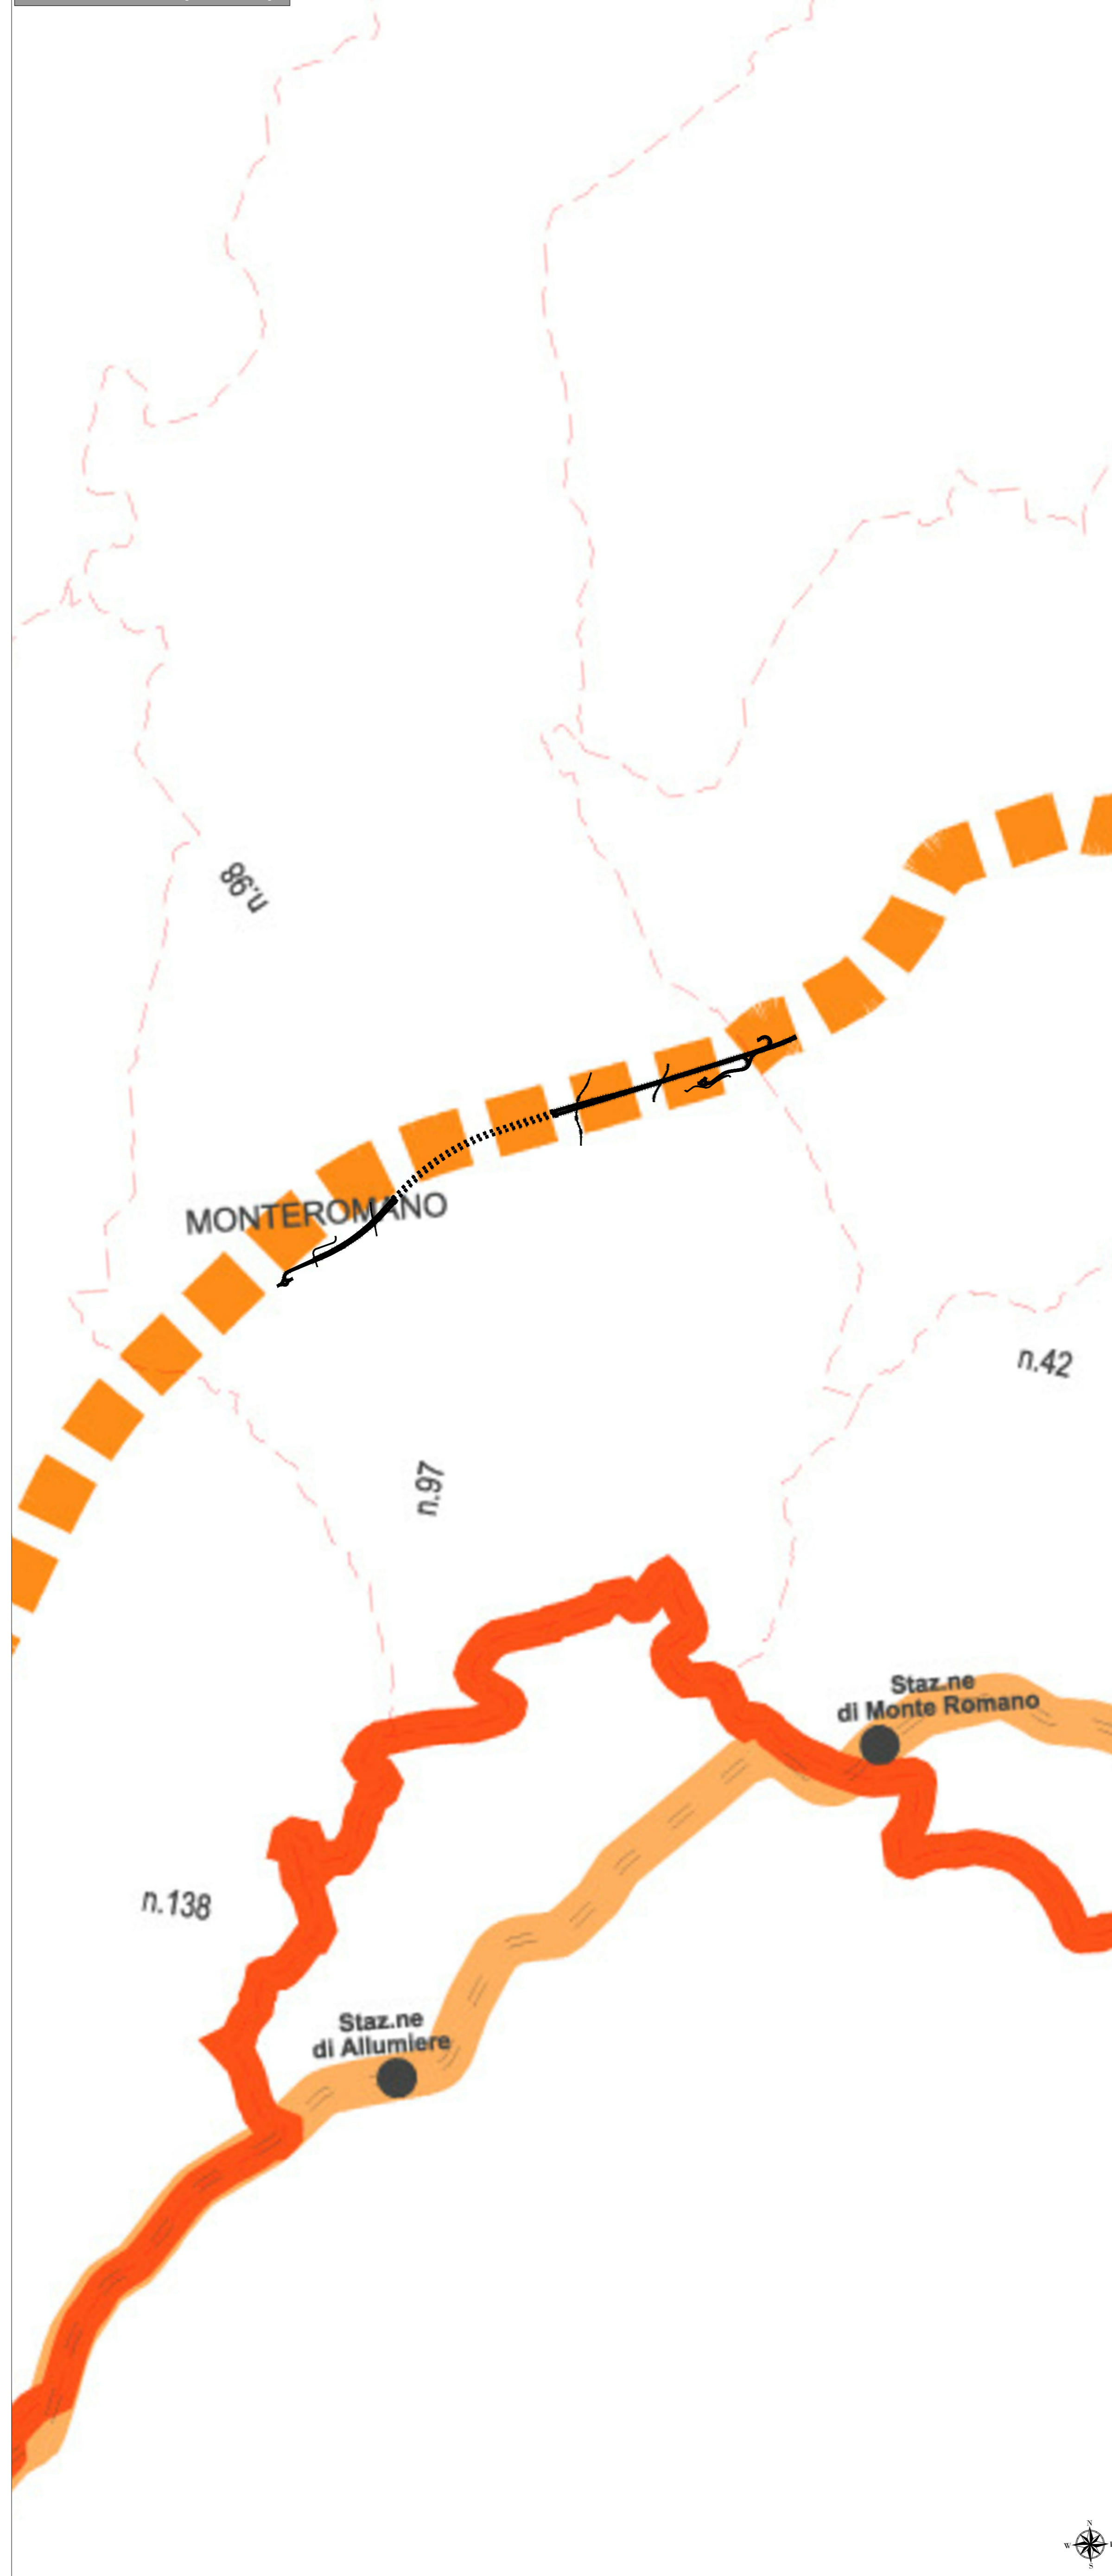 n.98
MONTEROMANO
n.42
n.97
Staz.ne
di Monte Romano
n.138
Staz.ne
di Allumiere
N
W
S